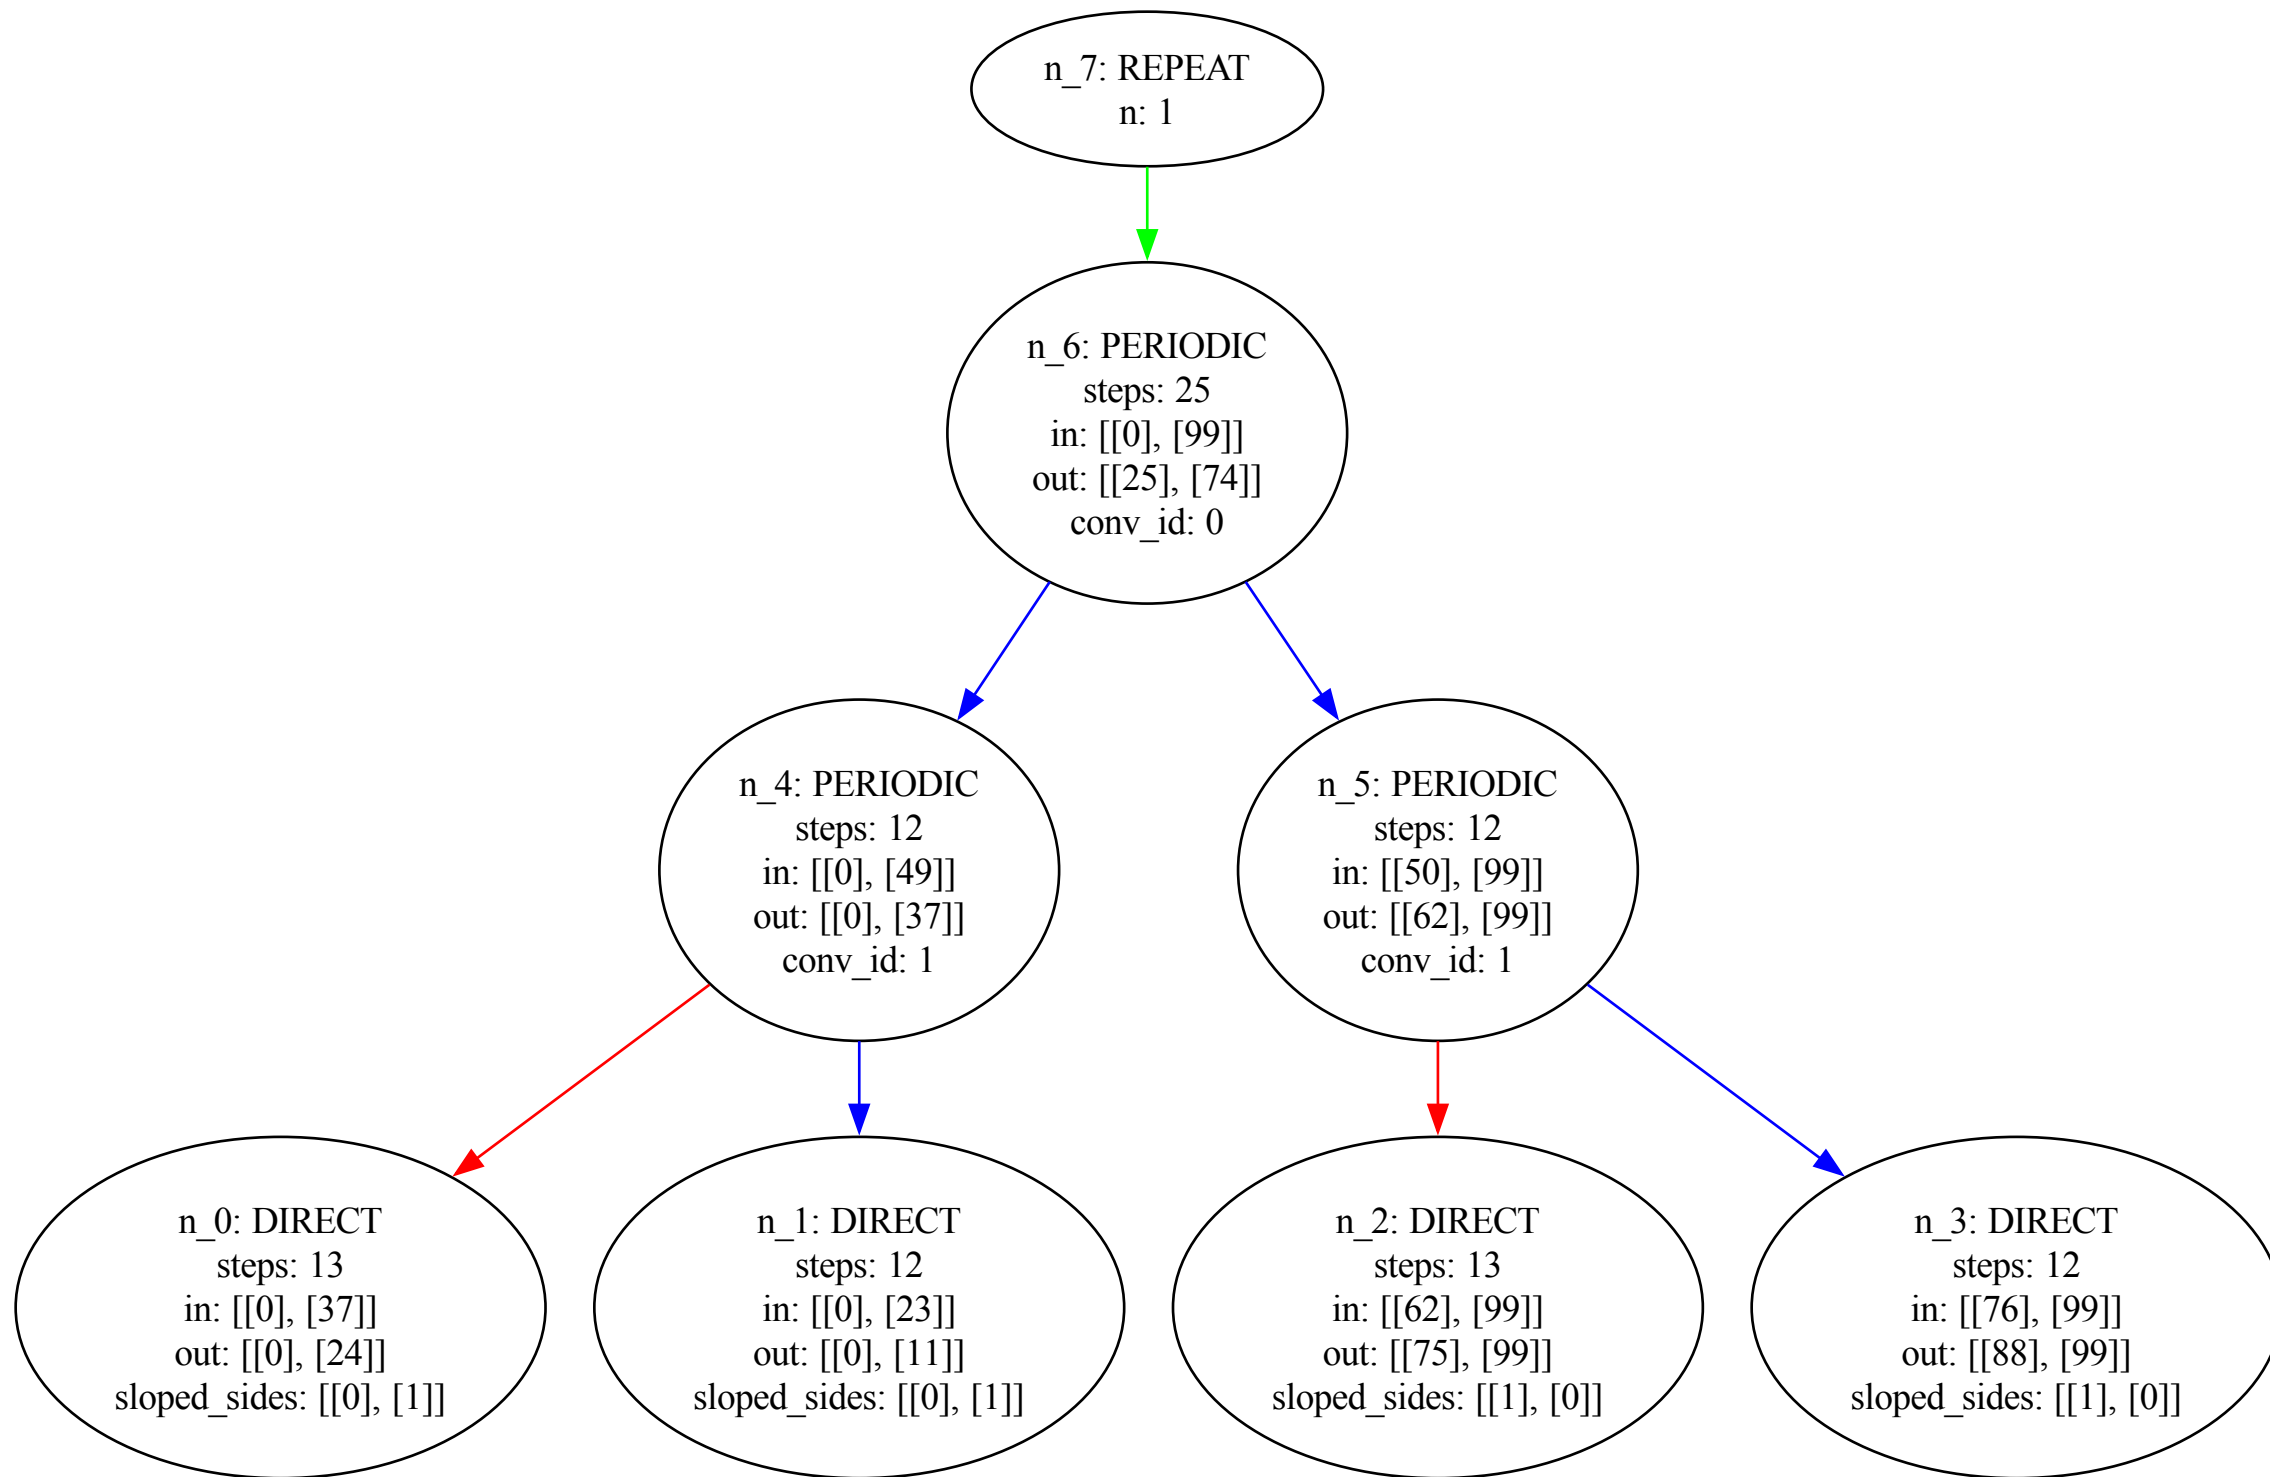 n_7: REPEAT
n: 1
n_6: PERIODIC
steps: 25
in: [[0], [99]]
out: [[25], [74]]
conv_id: 0
n_4: PERIODIC
steps: 12
in: [[0], [49]]
out: [[0], [37]]
conv_id: 1
n_5: PERIODIC
steps: 12
in: [[50], [99]]
out: [[62], [99]]
conv_id: 1
n_0: DIRECT
steps: 13
in: [[0], [37]]
out: [[0], [24]]
sloped_sides: [[0], [1]]
n_1: DIRECT
steps: 12
in: [[0], [23]]
out: [[0], [11]]
sloped_sides: [[0], [1]]
n_2: DIRECT
steps: 13
in: [[62], [99]]
out: [[75], [99]]
sloped_sides: [[1], [0]]
n_3: DIRECT
steps: 12
in: [[76], [99]]
out: [[88], [99]]
sloped_sides: [[1], [0]]